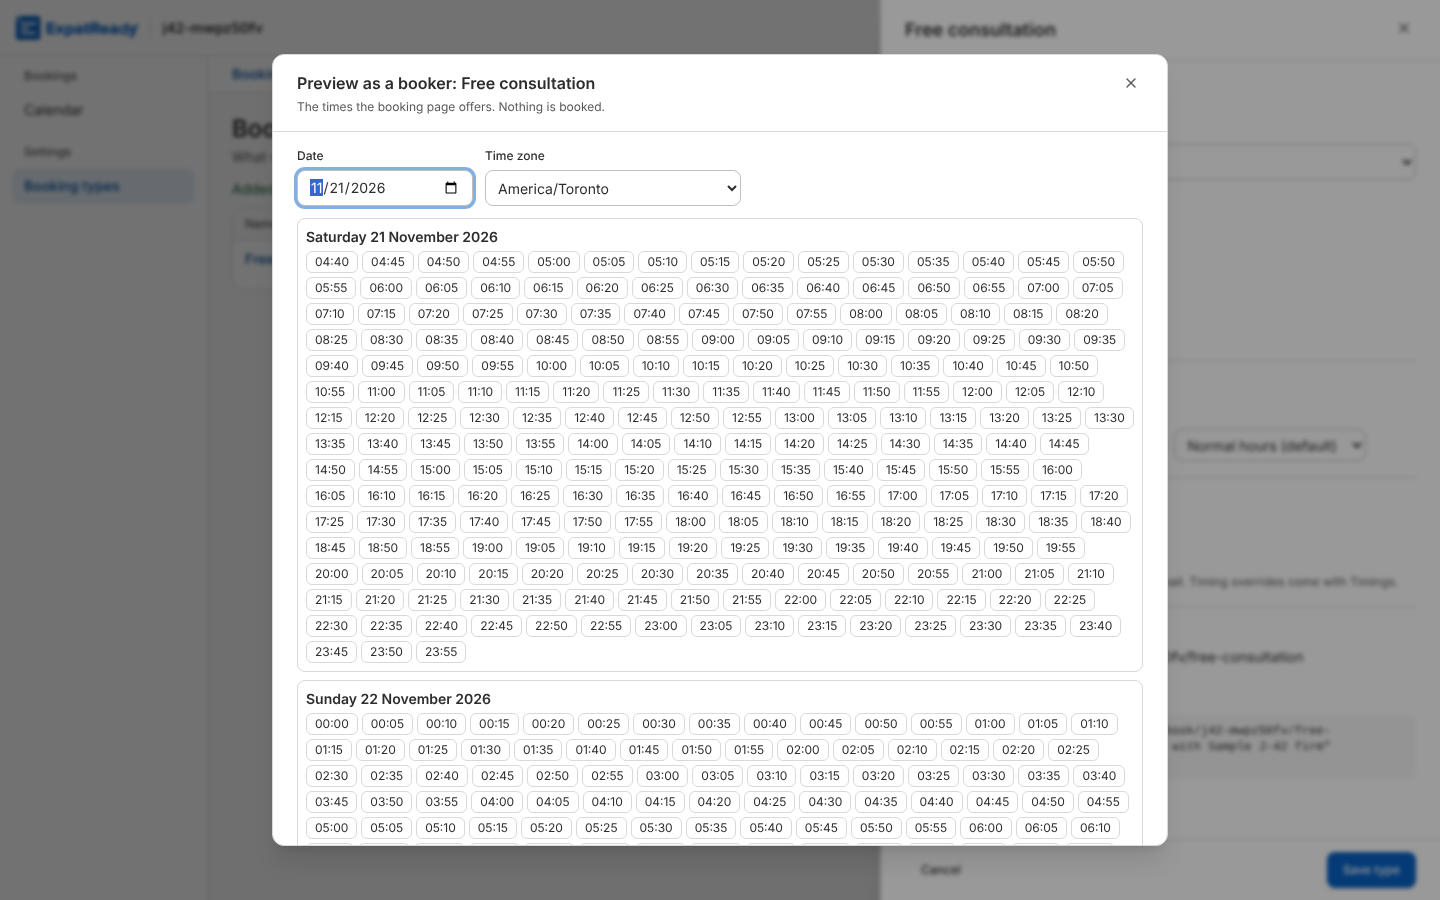 ExpatReady
j42-mwpz50fv
Free consultation
Bookings
Calendar
Settings
Booking types
Preview as a booker: Free consultation
The times the booking page offers. Nothing is booked.
Date
Time zone
11/21/2026
America/Toronto
Saturday 21 November 2026
04:40 04:45 04:50 04:55 05:00 05:05 05:10 05:15 05:20 05:25 05:30 05:35 05:40 05:45 05:50
05:55 06:00 06:05 06:10 06:15 06:20 06:25 06:30 06:35 06:40 06:45 06:50 06:55 07:00 07:05
07:10 07:15 07:20 07:25 07:30 07:35 07:40 07:45 07:50 07:55 08:00 08:05 08:10 08:15 08:20
08:25 08:30 08:35 08:40 08:45 08:50 08:55 09:00 09:05 09:10 09:15 09:20 09:25 09:30 09:35
09:40 09:45 09:50 09:55 10:00 10:05 10:10 10:15 10:20 10:25 10:30 10:35 10:40 10:45 10:50
10:55 11:00 11:05 11:10 11:15 11:20 11:25 11:30 11:35 11:40 11:45 11:50 11:55 12:00 12:05 12:10
12:15 12:20 12:25 12:30 12:35 12:40 12:45 12:50 12:55 13:00 13:05 13:10 13:15 13:20 13:25 13:30
13:35 13:40 13:45 13:50 13:55 14:00 14:05 14:10 14:15 14:20 14:25 14:30 14:35 14:40 14:45
14:50 14:55 15:00 15:05 15:10 15:15 15:20 15:25 15:30 15:35 15:40 15:45 15:50 15:55 16:00
16:05 16:10 16:15 16:20 16:25 16:30 16:35 16:40 16:45 16:50 16:55 17:00 17:05 17:10 17:15 17:20
17:25 17:30 17:35 17:40 17:45 17:50 17:55 18:00 18:05 18:10 18:15 18:20 18:25 18:30 18:35 18:40
18:45 18:50 18:55 19:00 19:05 19:10 19:15 19:20 19:25 19:30 19:35 19:40 19:45 19:50 19:55
20:00 20:05 20:10 20:15 20:20 20:25 20:30 20:35 20:40 20:45 20:50 20:55 21:00 21:05 21:10
21:15 21:20 21:25 21:30 21:35 21:40 21:45 21:50 21:55 22:00 22:05 22:10 22:15 22:20 22:25
22:30 22:35 22:40 22:45 22:50 22:55 23:00 23:05 23:10 23:15 23:20 23:25 23:30 23:35 23:40
23:45 23:50 23:55
Sunday 22 November 2026
00:00 00:05 00:10 00:15 00:20 00:25 00:30 00:35 00:40 00:45 00:50 00:55 01:00 01:05 01:10
01:15 01:20 01:25 01:30 01:35 01:40 01:45 01:50 01:55 02:00 02:05 02:10 02:15 02:20 02:25
02:30 02:35 02:40 02:45 02:50 02:55 03:00 03:05 03:10 03:15 03:20 03:25 03:30 03:35 03:40
03:45 03:50 03:55 04:00 04:05 04:10 04:15 04:20 04:25 04:30 04:35 04:40 04:45 04:50 04:55
05:00 05:05 05:10 05:15 05:20 05:25 05:30 05:35 05:40 05:45 05:50 05:55 06:00 06:05 06:10
Normal hours (default)
Timing overrides come with Timings.
/free-consultation
book/j42-mwpz50fv/free-
with Sample J-42 firm"
Cancel
Save type